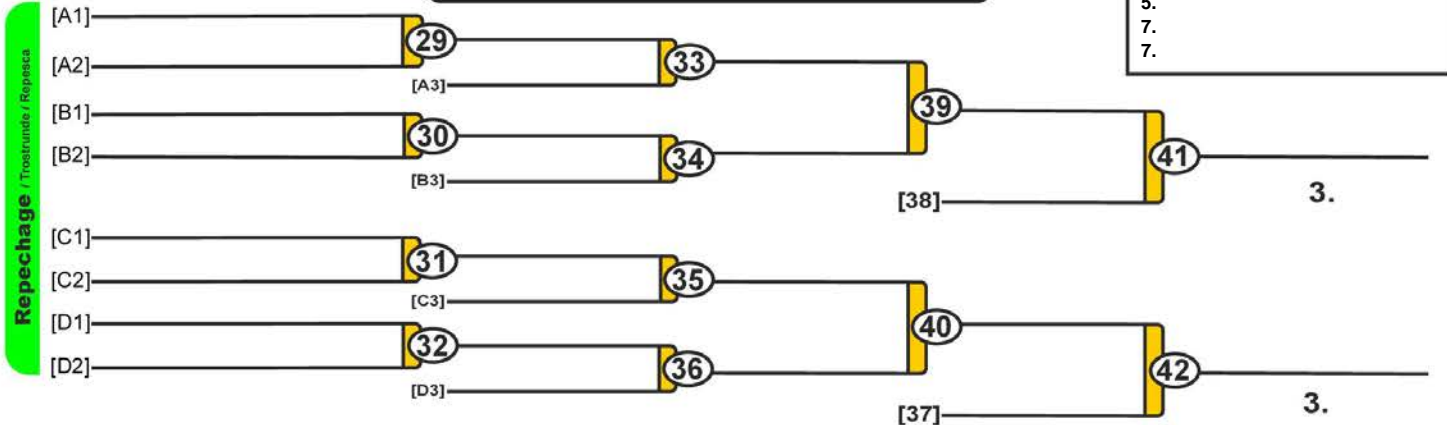 5.
7.
7.
Repechage / Trostrunde / Repesca
[A1]
29
[A2]
33
[A3]
39
[B1]
30
[B2]
34
[B3]
41
[38]
3.
[C1]
31
[C2]
35
[C3]
40
[D1]
32
[D2]
36
[D3]
42
[37]
3.